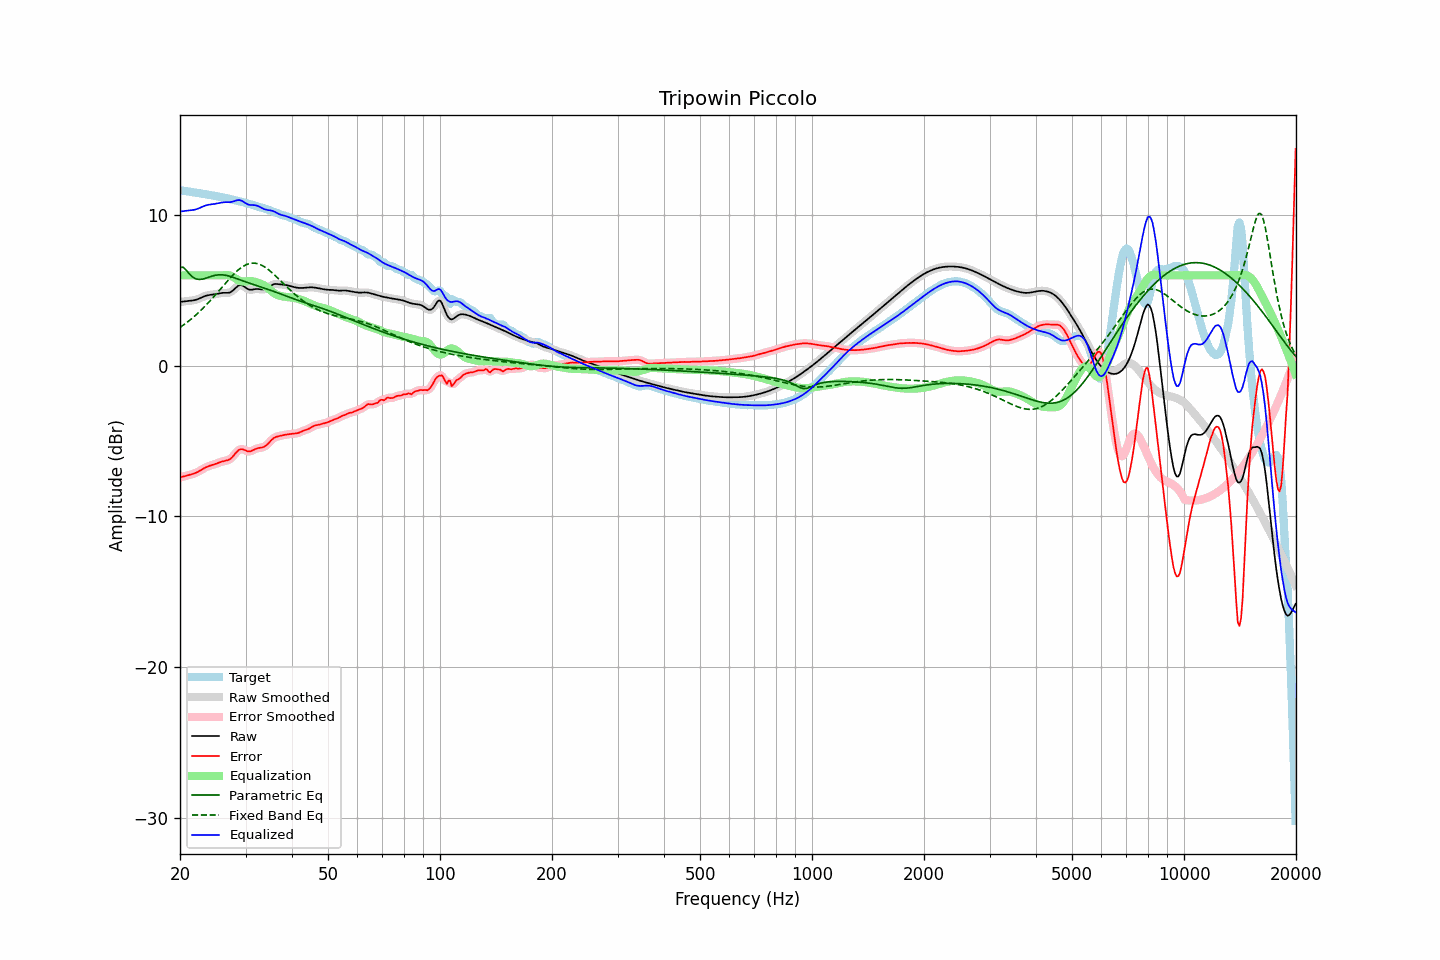 Tripowin Piccolo
Amplitude (dBr)
10
0
−10
−20
−30
Target
Raw Smoothed
Error Smoothed
Raw
Error
Equalization
Parametric Eq
Fixed Band Eq
Equalized
20 50 100 200 500 1000 2000 5000 10000 20000
Frequency (Hz)